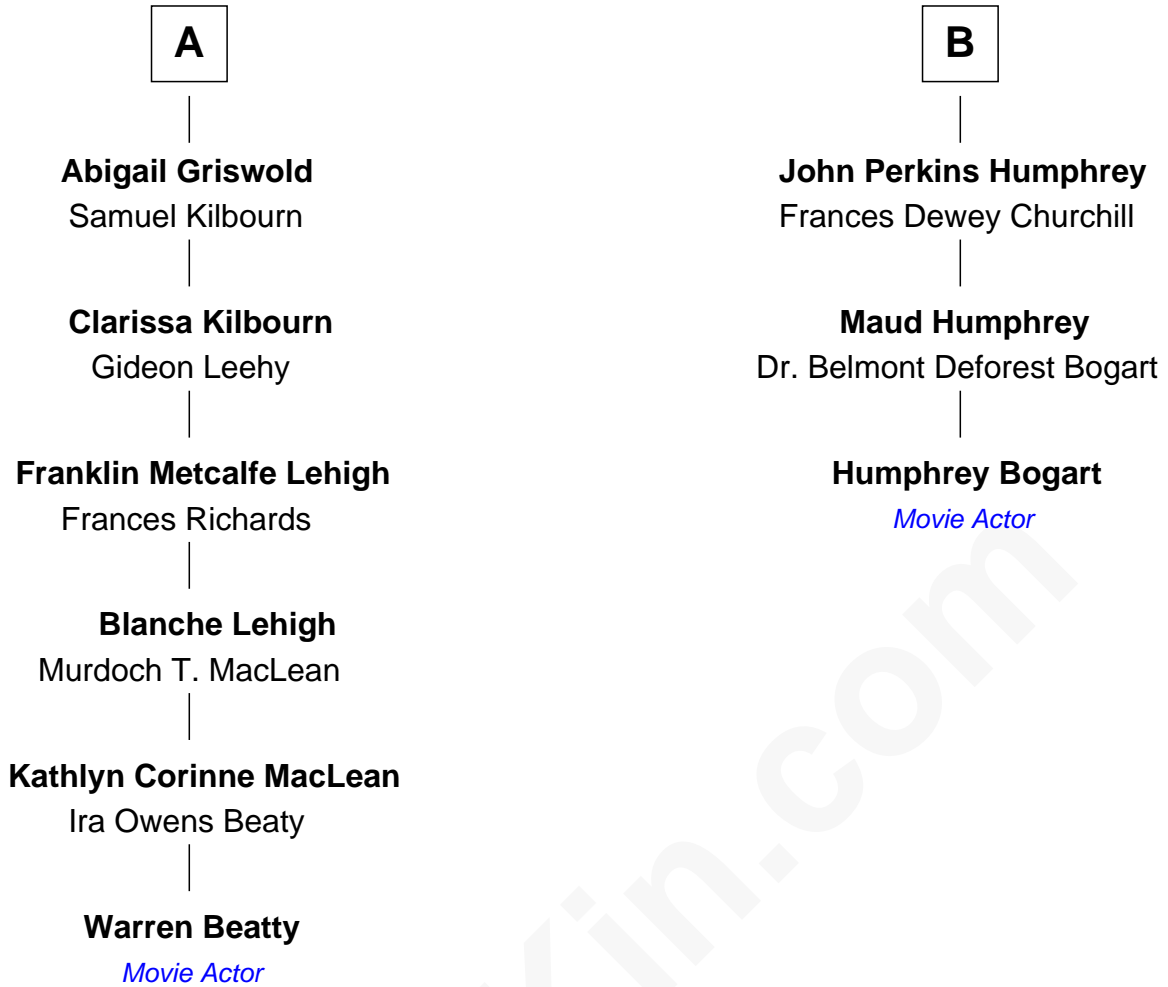 A
Abigail Griswold
Samuel Kilbourn
Clarissa Kilbourn
Gideon Leehy
Franklin Metcalfe Lehigh
Frances Richards
Blanche Lehigh
Murdoch T. MacLean
Kathlyn Corinne MacLean
Ira Owens Beaty
Warren Beatty
Movie Actor
B
John Perkins Humphrey
Frances Dewey Churchill
Maud Humphrey
Dr. Belmont Deforest Bogart
Humphrey Bogart
Movie Actor
Kin.com